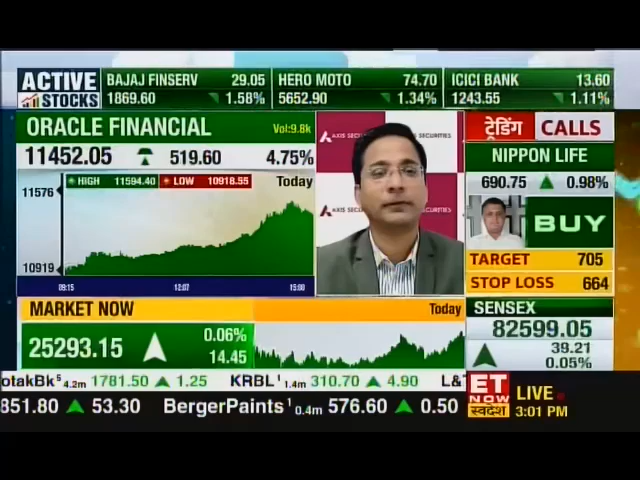 ACTIVE STOCKS
BAJAJ FINSERV 29.05
1869.60 1.58%
HERO MOTO 74.70
5652.90 1.34%
ICICI BANK 13.60
1243.55 1.11%
ORACLE FINANCIAL Vol:9.8k
11452.05 519.60 4.75%
HIGH 11594.40 LOW 10918.55 Today
11576
10919
09:15 12:07 15:00
AXIS SECURITIES
ट्रेडिंग CALLS
NIPPON LIFE
690.75 0.98%
BUY
TARGET 705
STOP LOSS 664
MARKET NOW Today
25293.15 0.06%
14.45
SENSEX
82599.05
39.21
0.05%
otakBk 5 4.2m 1781.50 1.25 KRBL 1 1.4m 310.70 4.90 L&
851.80 53.30 BergerPaints 1 0.4m 576.60 0.50
ET NOW स्वदेश
LIVE
3:01 PM